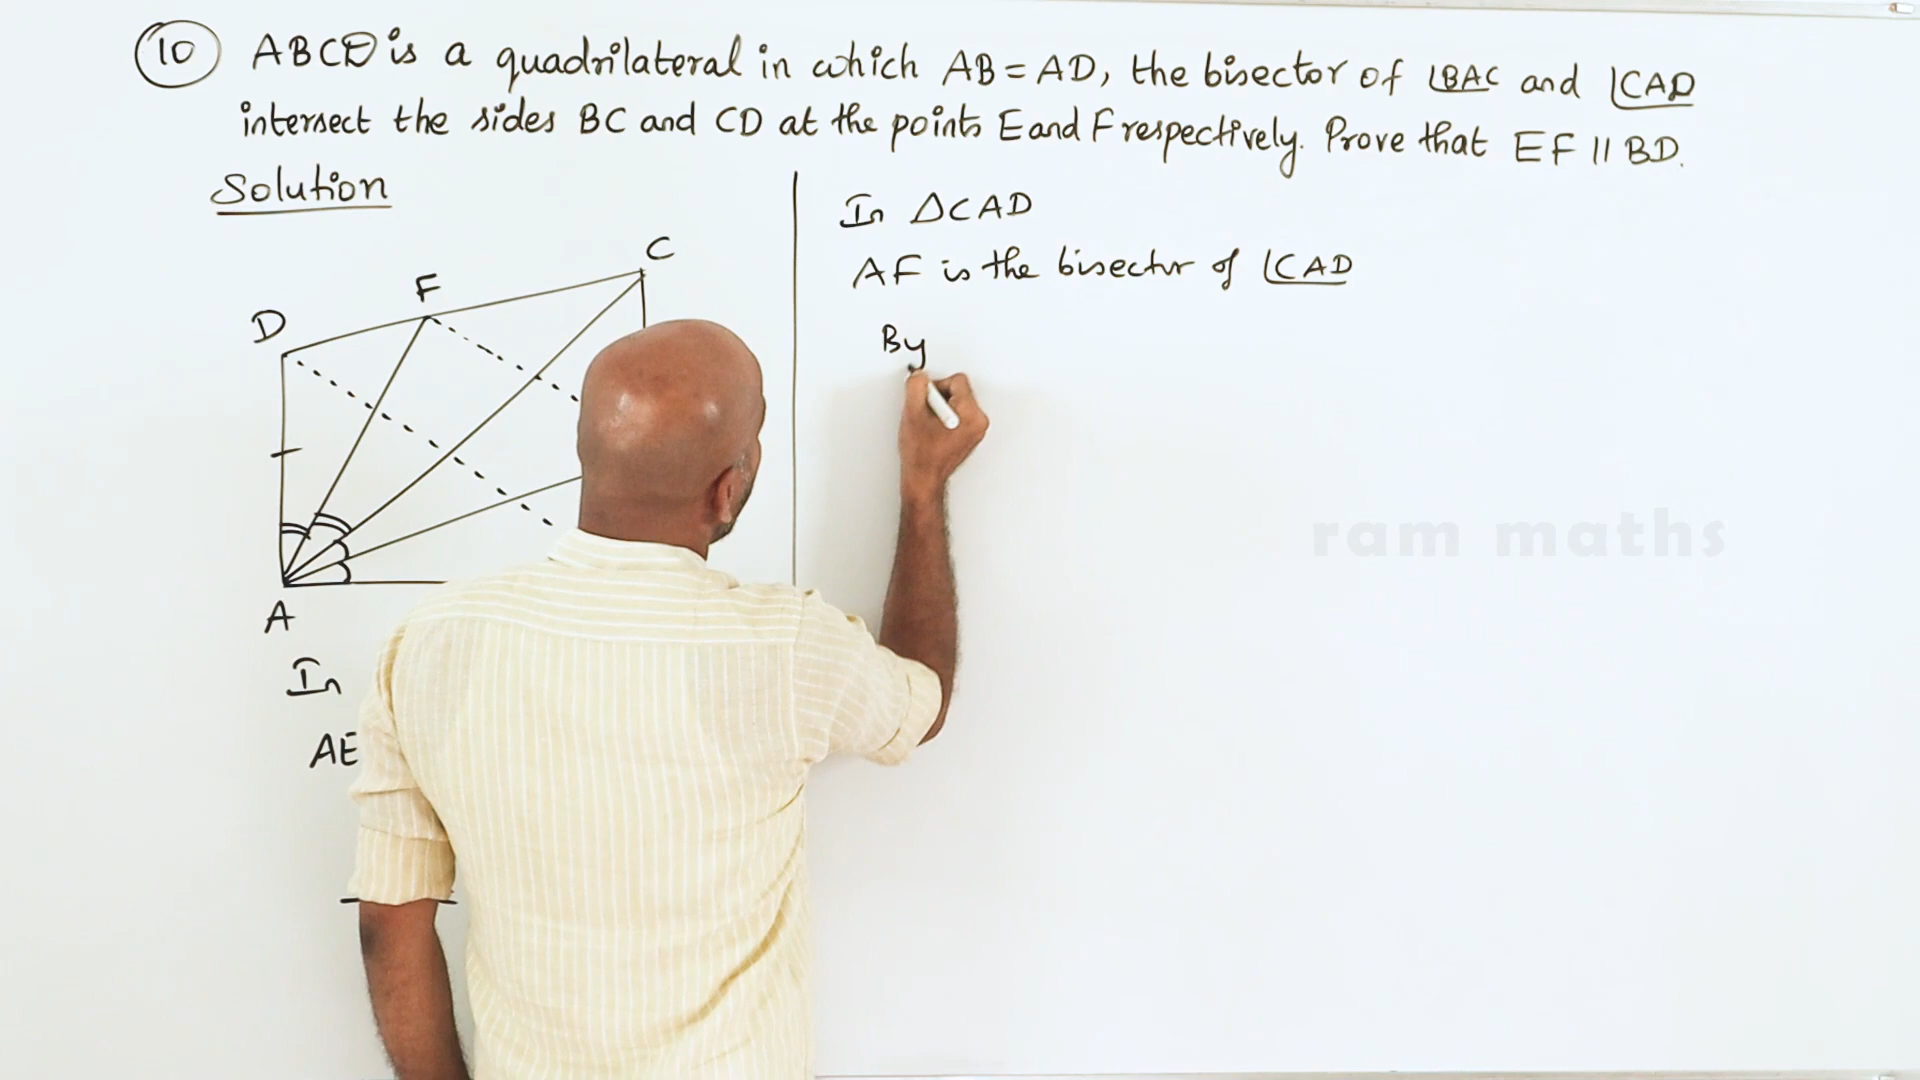 10 ABCD is a quadrilateral in which AB = AD, the bisector of ∠BAC and ∠CAD
intersect the sides BC and CD at the points E and F respectively. Prove that EF || BD.
Solution
C
F
D
A
In
AE
In △CAD
AF is the bisector of ∠CAD
By
ram maths